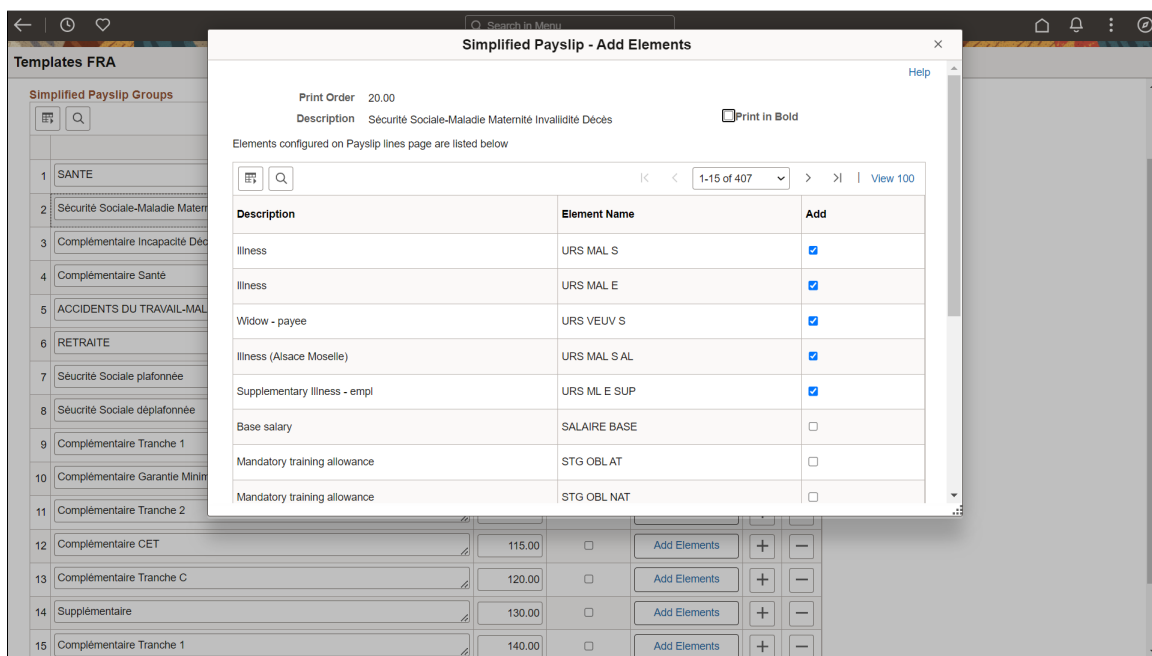 Search in Menu
Templates FRA
Simplified Payslip - Add Elements
×
Help
Simplified Payslip Groups
Print Order 20.00
Description Sécurité Sociale-Maladie Maternité Invaliidité Décès
Print in Bold
Elements configured on Payslip lines page are listed below
1-15 of 407
View 100
Description Element Name Add
Illness URS MAL S
Illness URS MAL E
Widow - payee URS VEUV S
Illness (Alsace Moselle) URS MAL S AL
Supplementary Illness - empl URS ML E SUP
Base salary SALAIRE BASE
Mandatory training allowance STG OBL AT
Mandatory training allowance STG OBL NAT
1 SANTE
2 Sécurité Sociale-Maladie Matern
3 Complémentaire Incapacité Déc
4 Complémentaire Santé
5 ACCIDENTS DU TRAVAIL-MAL
6 RETRAITE
7 Séucrité Sociale plafonnée
8 Séucrité Sociale déplafonnée
9 Complémentaire Tranche 1
10 Complémentaire Garantie Minim
11 Complémentaire Tranche 2
12 Complémentaire CET 115.00 Add Elements + −
13 Complémentaire Tranche C 120.00 Add Elements + −
14 Supplémentaire 130.00 Add Elements + −
15 Complémentaire Tranche 1 140.00 Add Elements + −